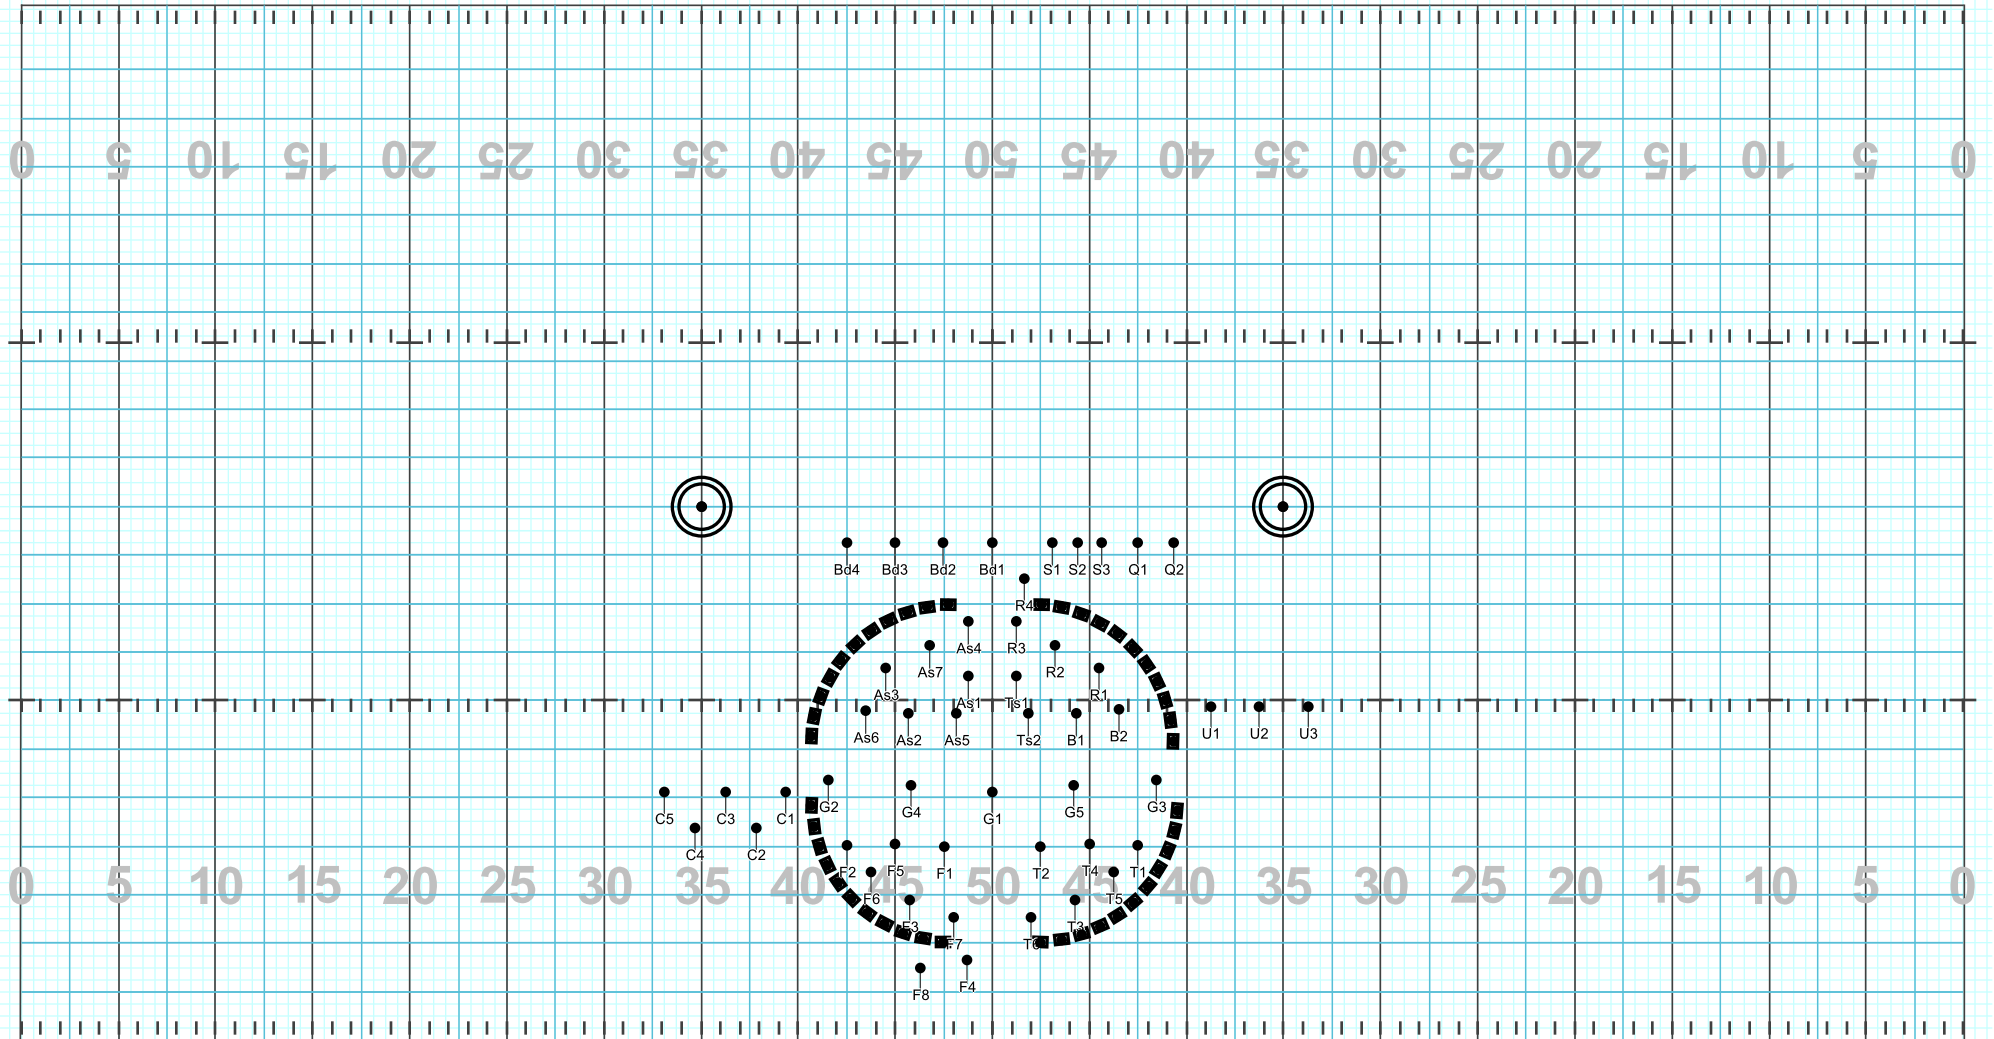 0 5 10 15 20 25 30 35 40 45 50 45 40 35 30 25 20 15 10 5 0
Bd4 Bd3 Bd2 Bd1 S1 S2 S3 Q1 Q2
R4
As4 R3
As7 R2
As3 R1
As1 Ts1
As6 As2 As5 Ts2 B1 B2 U1 U2 U3
G2 G4 G1 G5 G3
C5 C3 C1
C4 C2
F2 F5 F1 T2 T4 T1
0 5 10 15 20 25 30 35 40 45 50 45 40 35 30 25 20 15 10 5 0
F6 T5
F3 T3
F7 T6
F4
F8